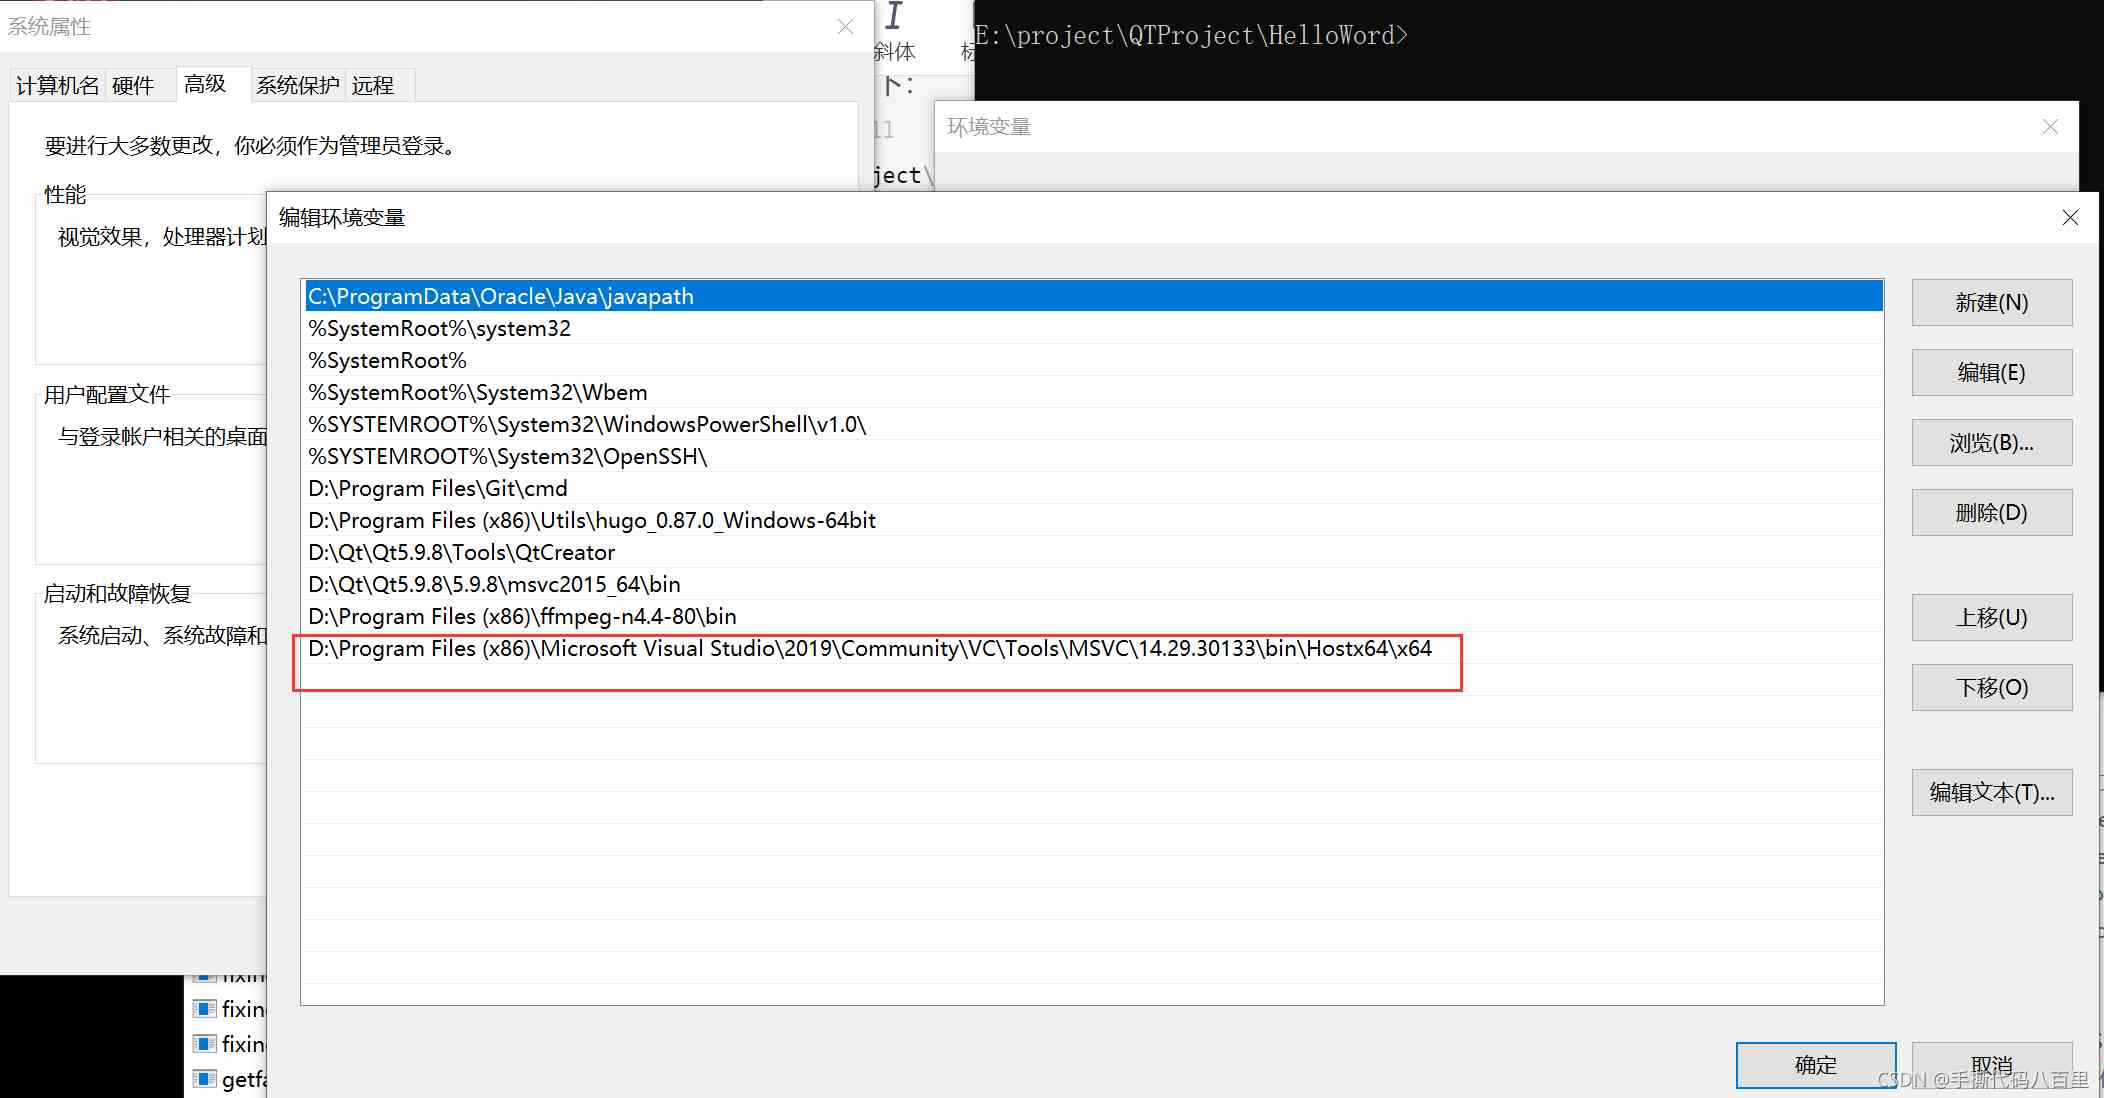 系统属性
I
斜体
E:\project\QTProject\HelloWord>
计算机名
硬件
高级
系统保护
远程
下：
11
环境变量
要进行大多数更改，你必须作为管理员登录。
ject\
性能
视觉效果，处理器计划
编辑环境变量
用户配置文件
与登录帐户相关的桌面
启动和故障恢复
系统启动、系统故障和
C:\ProgramData\Oracle\Java\javapath
%SystemRoot%\system32
%SystemRoot%
%SystemRoot%\System32\Wbem
%SYSTEMROOT%\System32\WindowsPowerShell\v1.0\
%SYSTEMROOT%\System32\OpenSSH\
D:\Program Files\Git\cmd
D:\Program Files (x86)\Utils\hugo_0.87.0_Windows-64bit
D:\Qt\Qt5.9.8\Tools\QtCreator
D:\Qt\Qt5.9.8\5.9.8\msvc2015_64\bin
D:\Program Files (x86)\ffmpeg-n4.4-80\bin
D:\Program Files (x86)\Microsoft Visual Studio\2019\Community\VC\Tools\MSVC\14.29.30133\bin\Hostx64\x64
新建(N)
编辑(E)
浏览(B)...
删除(D)
上移(U)
下移(O)
编辑文本(T)...
fixin
fixin
getfa
确定
取消
CSDN @手撕代码八百里